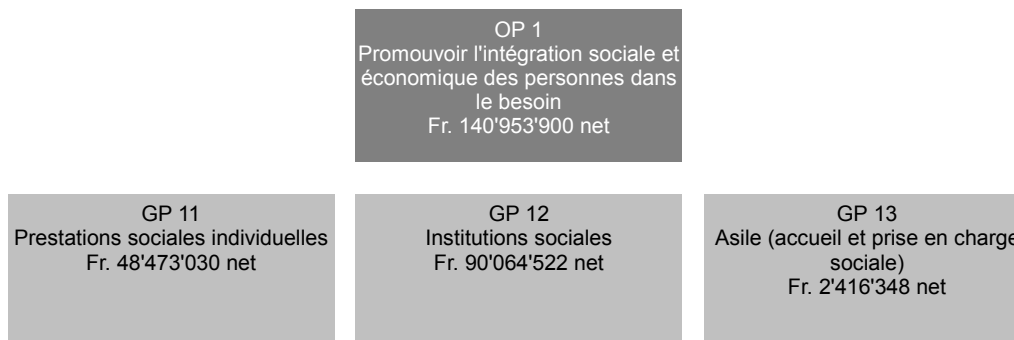 OP 1
Promouvoir l'intégration sociale et
économique des personnes dans
le besoin
Fr. 140'953'900 net
GP 11
Prestations sociales individuelles
Fr. 48'473'030 net
GP 12
Institutions sociales
Fr. 90'064'522 net
GP 13
Asile (accueil et prise en charge
sociale)
Fr. 2'416'348 net